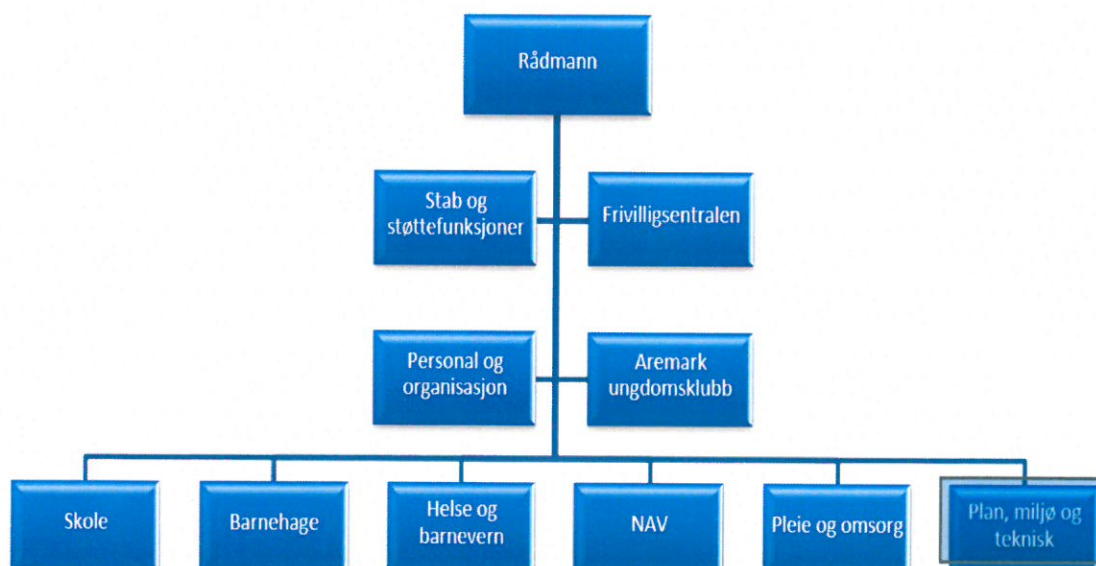 Rådmann
Stab og
støttefunksjoner
Frivilligsentralen
Personal og
organisasjon
Aremark
ungdomsklubb
Skole
Barnehage
Helse og
barnevern
NAV
Pleie og omsorg
Plan, miljø og
teknisk